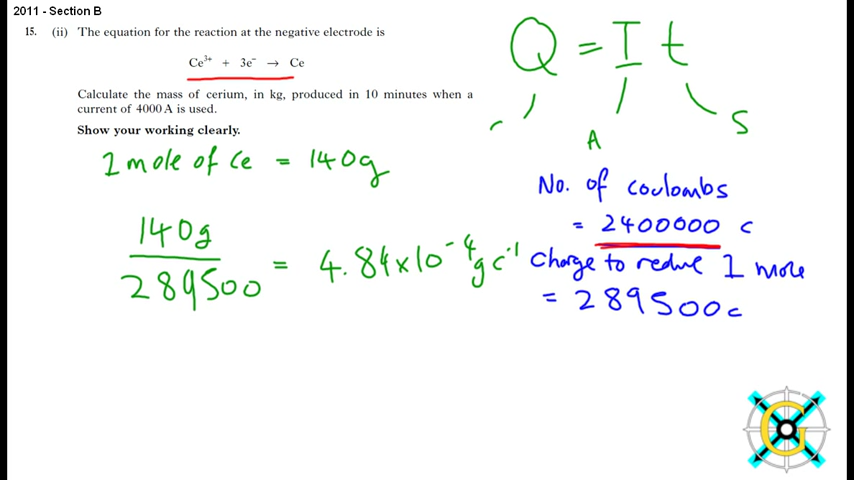 2011 - Section B
15. (ii) The equation for the reaction at the negative electrode is
Ce³⁺ + 3e⁻ → Ce
Calculate the mass of cerium, in kg, produced in 10 minutes when a
current of 4000 A is used.
Show your working clearly.
Q = I t
C A S
1 mole of Ce = 140g
140g
289500
= 4.84 x 10⁻⁴ g C⁻¹
No. of coulombs
= 2400000 C
Charge to reduce 1 mole
= 289500 C
G